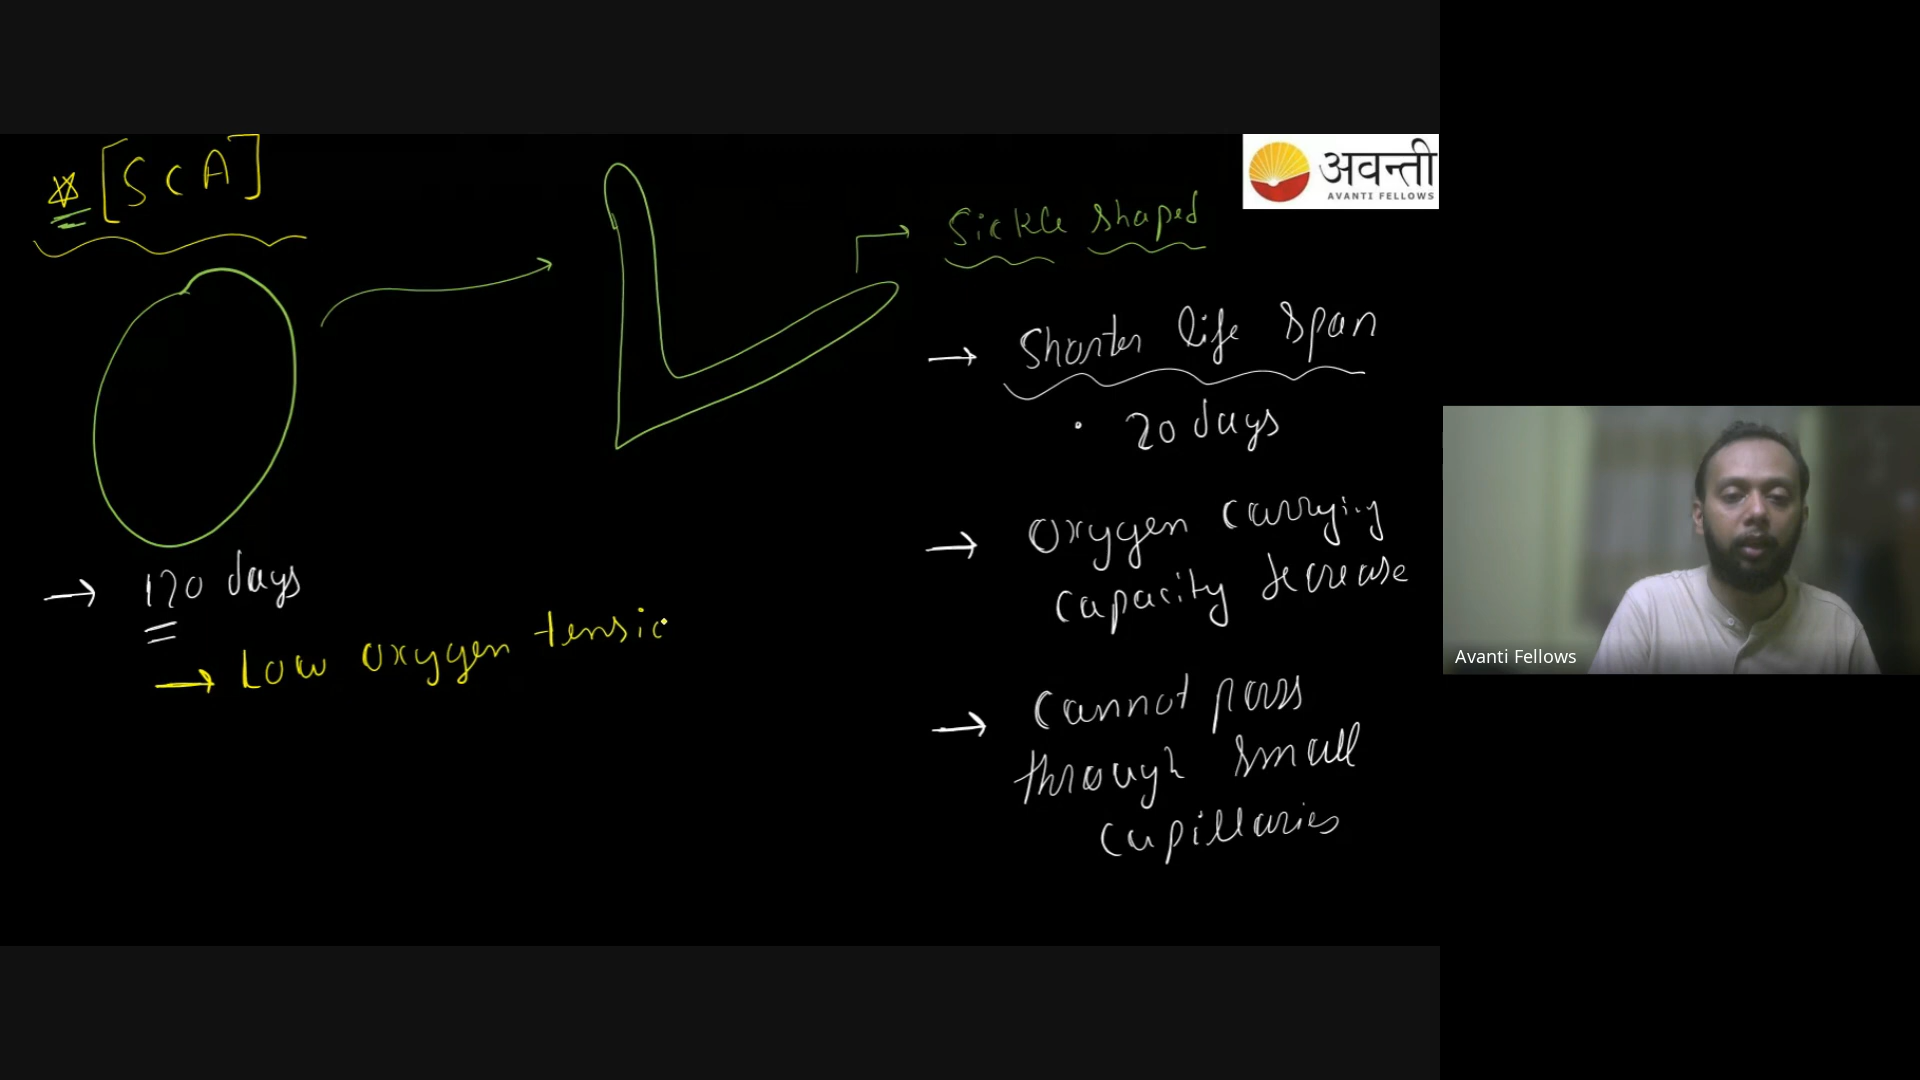 [SCA]
अवन्ती
AVANTI FELLOWS
Sickle shaped
→ Shorter life span
· 20 days
→ Oxygen carrying
capacity decrease
→ 120 days
→ Low oxygen tensio
→ Cannot pass
through small
capillaries
Avanti Fellows